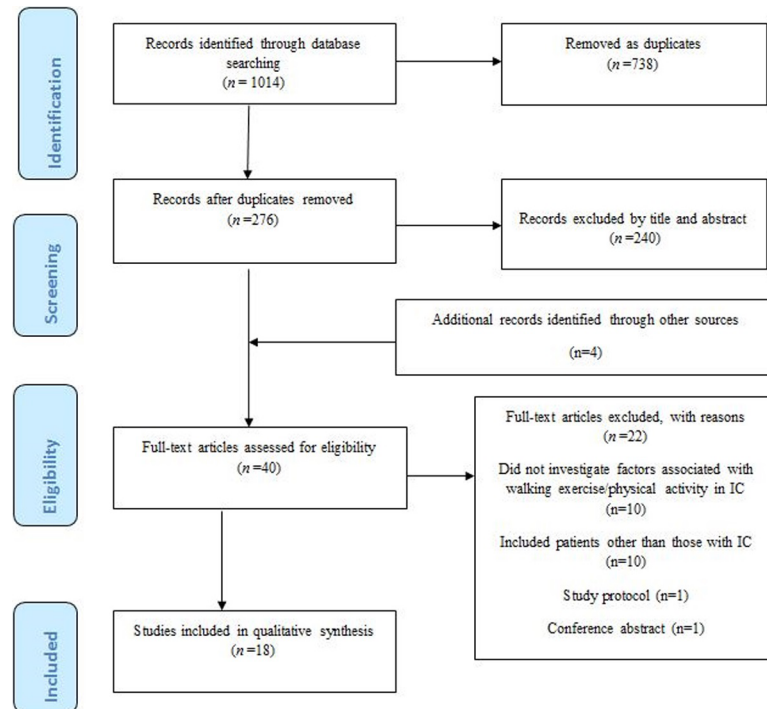 Identification
Records identified through database
searching
(n = 1014)
Removed as duplicates
(n =738)
Records after duplicates removed
(n =276)
Screening
Records excluded by title and abstract
(n =240)
Additional records identified through other sources
(n=4)
Eligibility
Full-text articles assessed for eligibility
(n =40)
Full-text articles excluded, with reasons
(n =22)
Did not investigate factors associated with
walking exercise/physical activity in IC
(n=10)
Included patients other than those with IC
(n=10)
Study protocol (n=1)
Conference abstract (n=1)
Included
Studies included in qualitative synthesis
(n =18)